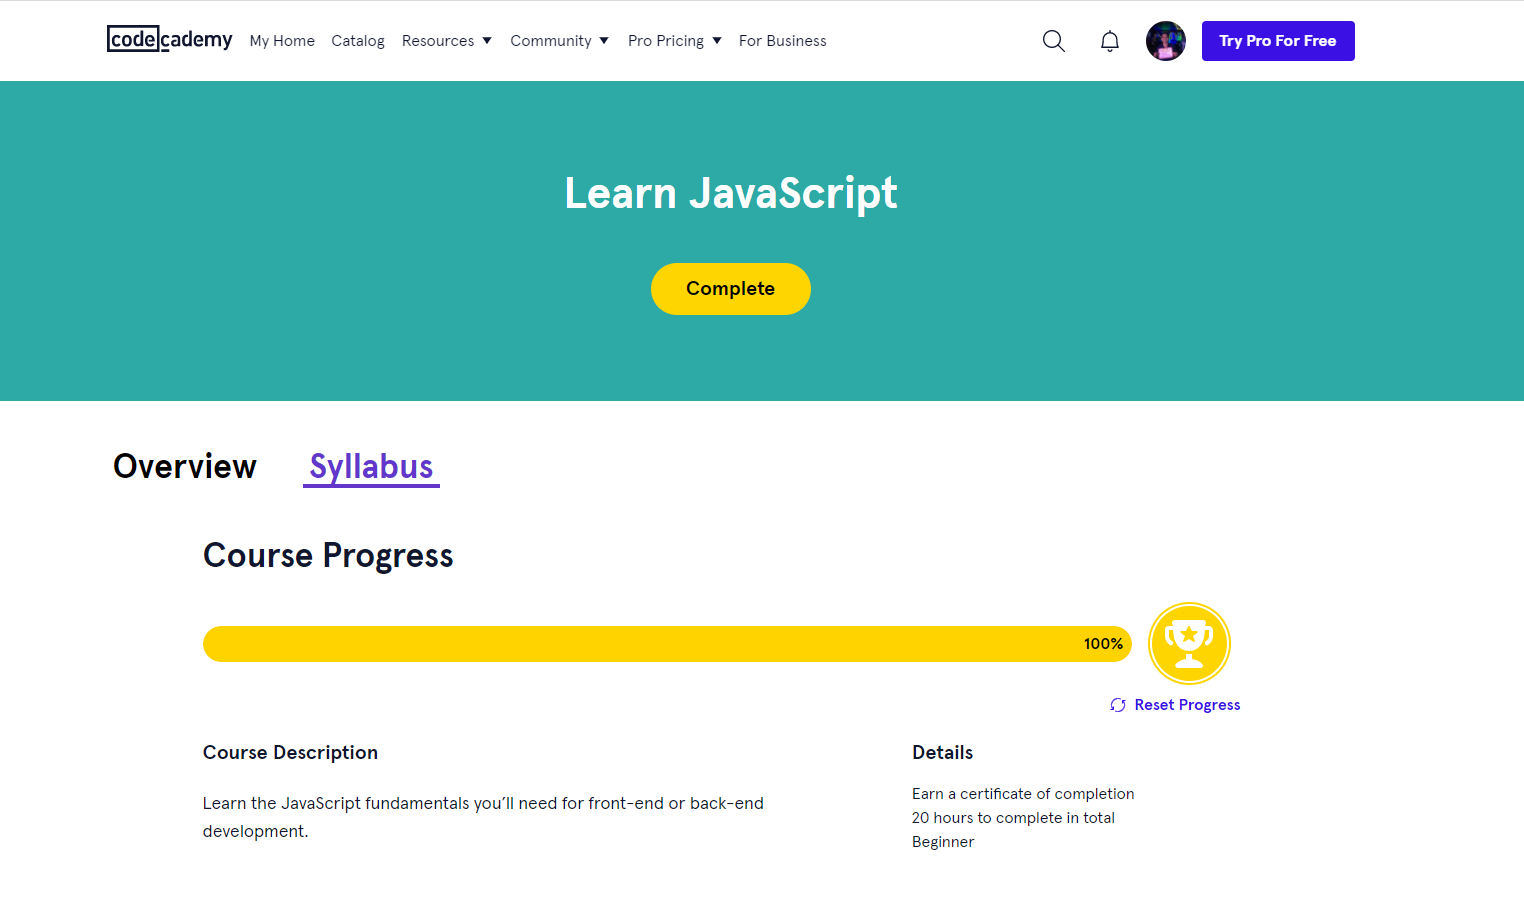 codecademy My Home Catalog Resources Community Pro Pricing For Business Try Pro For Free
Learn JavaScript
Complete
Overview Syllabus
Course Progress
100%
Reset Progress
Course Description
Learn the JavaScript fundamentals you’ll need for front-end or back-end
development.
Details
Earn a certificate of completion
20 hours to complete in total
Beginner